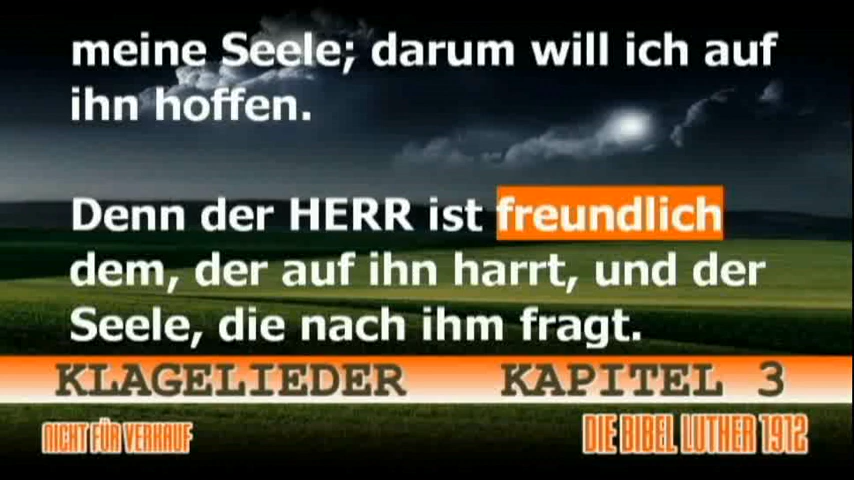 meine Seele; darum will ich auf
ihn hoffen.
Denn der HERR ist freundlich
dem, der auf ihn harrt, und der
Seele, die nach ihm fragt.
KLAGELIEDER KAPITEL 3
NICHT FÜR VERKAUF DIE BIBEL LUTHER 1912